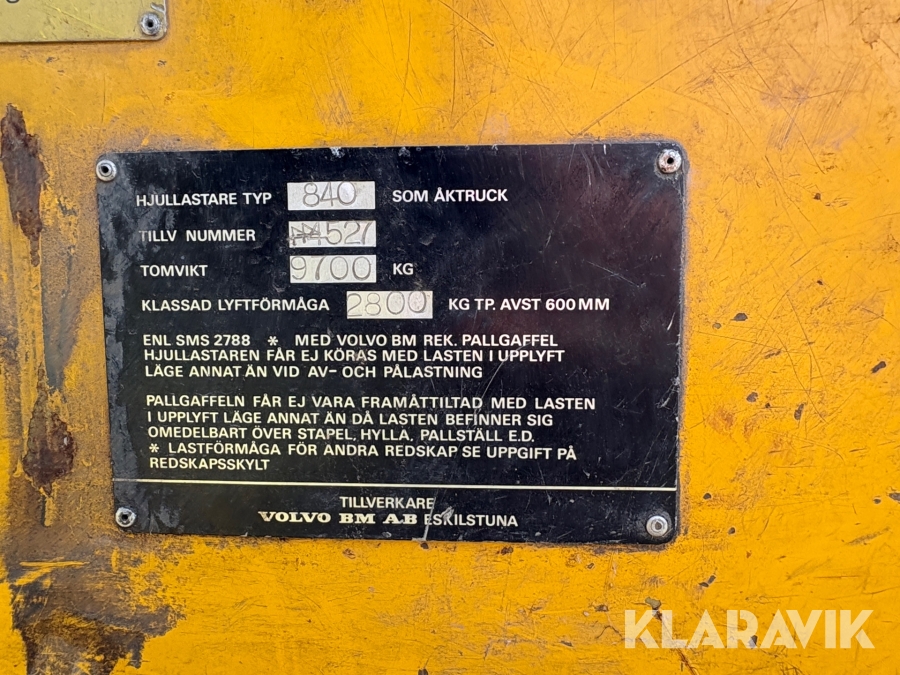 HJULLASTARE TYP 840 SOM ÅKTRUCK
TILLV NUMMER 527
TOMVIKT 9700 KG
KLASSAD LYFTFÖRMÅGA 2800 KG TP. AVST 600 MM
ENL SMS 2788 * MED VOLVO BM REK. PALLGAFFEL
HJULLASTAREN FÅR EJ KÖRAS MED LASTEN I UPPLYFT
LÄGE ANNAT ÄN VID AV- OCH PÅLASTNING
PALLGAFFELN FÅR EJ VARA FRAMÅTTILTAD MED LASTEN
I UPPLYFT LÄGE ANNAT ÄN DÅ LASTEN BEFINNER SIG
OMEDELBART ÖVER STAPEL, HYLLA, PALLSTÄLL E.D.
* LASTFÖRMÅGA FÖR ANDRA REDSKAP SE UPPGIFT PÅ
REDSKAPSSKYLT
TILLVERKARE
VOLVO BM AB ESKILSTUNA
KLARAVIK